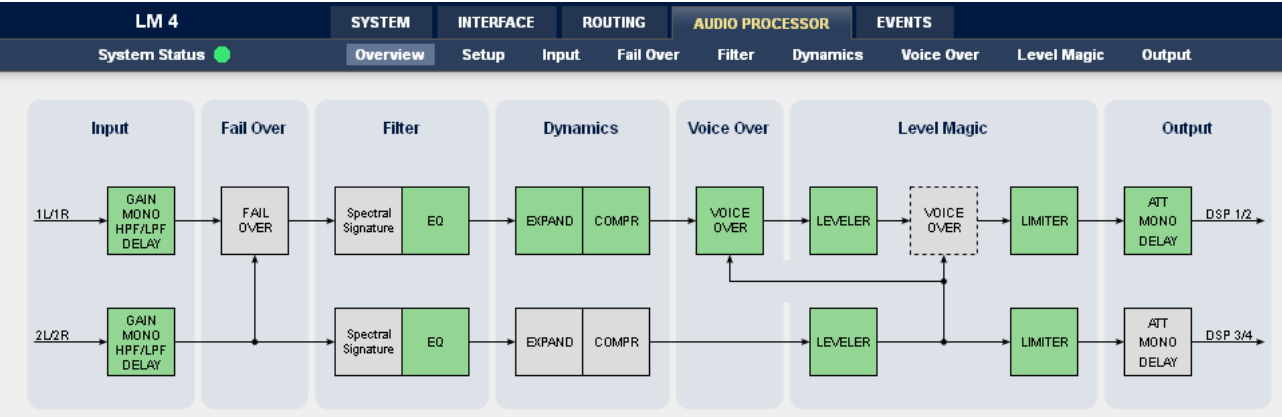 LM 4 SYSTEM INTERFACE ROUTING AUDIO PROCESSOR EVENTS
System Status Overview Setup Input Fail Over Filter Dynamics Voice Over Level Magic Output
Input Fail Over Filter Dynamics Voice Over Level Magic Output
1L/1R
GAIN
MONO
HPF/LPF
DELAY
FAIL
OVER
Spectral
Signature
EQ
EXPAND
COMPR
VOICE
OVER
LEVELER
VOICE
OVER
LIMITER
ATT
MONO
DELAY
DSP 1/2
2L/2R
GAIN
MONO
HPF/LPF
DELAY
Spectral
Signature
EQ
EXPAND
COMPR
LEVELER
LIMITER
ATT
MONO
DELAY
DSP 3/4